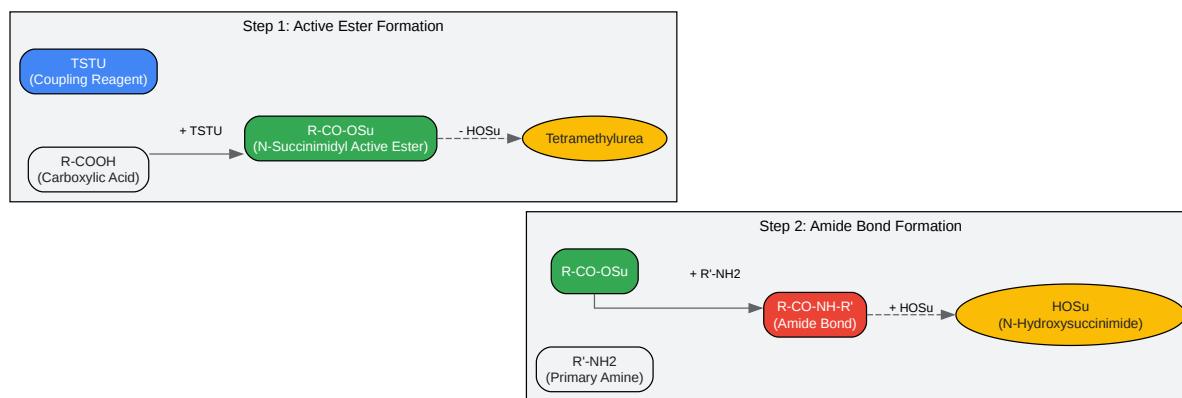 Step 1: Active Ester Formation
TSTU
(Coupling Reagent)
+ TSTU
R-COOH
(Carboxylic Acid)
R-CO-OSu
(N-Succinimidyl Active Ester)
- HOSu
Tetramethylurea
Step 2: Amide Bond Formation
R-CO-OSu
+ R'-NH2
R'-NH2
(Primary Amine)
R-CO-NH-R'
(Amide Bond)
+ HOSu
HOSu
(N-Hydroxysuccinimide)